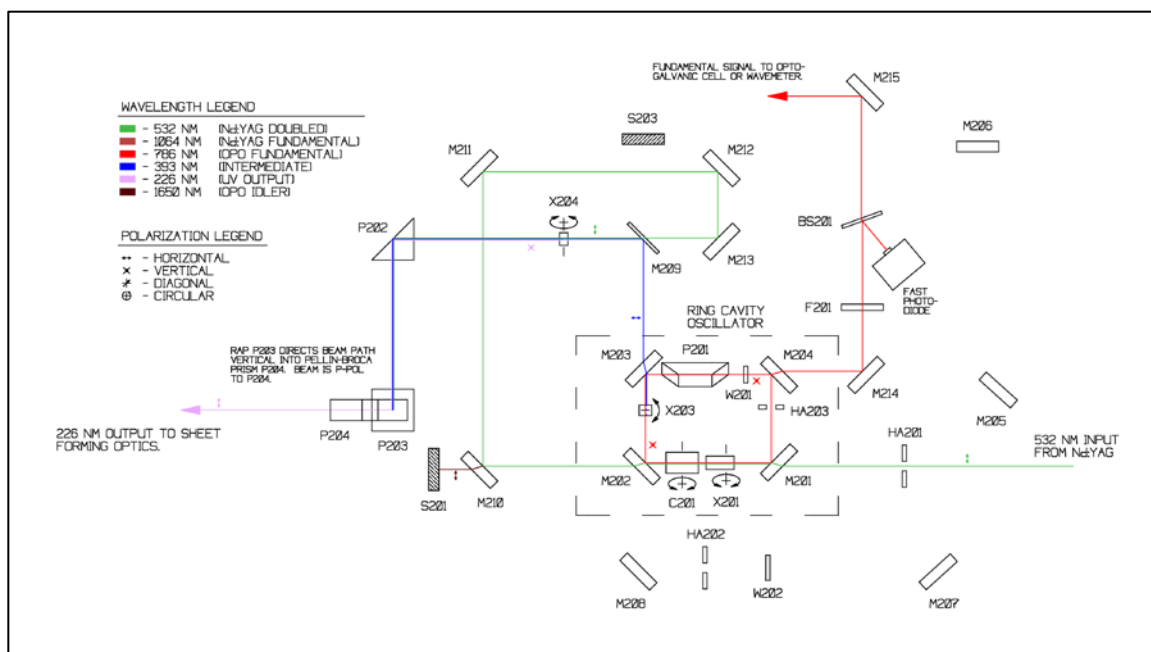 FUNDAMENTAL SIGNAL TO OPTO-
GALVANIC CELL OR WAVEMETER.
M215
WAVELENGTH LEGEND
- 532 NM (Nd:YAG DOUBLED)
- 1064 NM (Nd:YAG FUNDAMENTAL)
- 786 NM (OPO FUNDAMENTAL)
- 393 NM (INTERMEDIATE)
- 226 NM (UV OUTPUT)
- 1650 NM (OPO IDLER)
S203
M206
M211
M212
X204
BS201
P202
POLARIZATION LEGEND
- HORIZONTAL
- VERTICAL
- DIAGONAL
- CIRCULAR
M209
M213
FAST
PHOTO-
DIODE
F201
RING CAVITY
OSCILLATOR
RAP P203 DIRECTS BEAM PATH
VERTICAL INTO PELLIN-BROCA
PRISM P204. BEAM IS P-POL
TO P204.
M203
P201
M204
W201
M214
M205
X203
HA203
P204
P203
226 NM OUTPUT TO SHEET
FORMING OPTICS.
HA201
532 NM INPUT
FROM Nd:YAG
S201
M210
M202
C201
X201
M201
HA202
M208
W202
M207